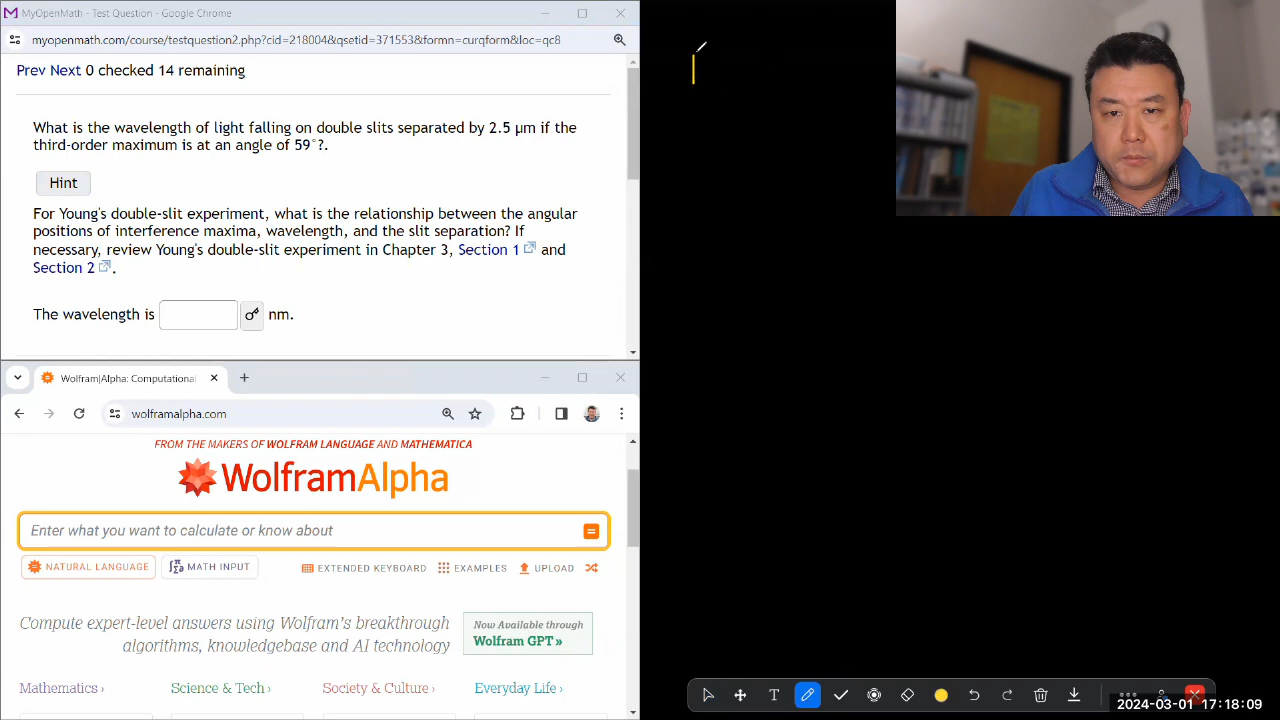 MyOpenMath - Test Question - Google Chrome
myopenmath.com/course/testquestion2.php?cid=218004&qsetid=371553&formn=curqform&loc=qc8
Prev Next 0 checked 14 remaining
What is the wavelength of light falling on double slits separated by 2.5 μm if the
third-order maximum is at an angle of 59°?.
Hint
For Young's double-slit experiment, what is the relationship between the angular
positions of interference maxima, wavelength, and the slit separation? If
necessary, review Young's double-slit experiment in Chapter 3, Section 1 and
Section 2.
The wavelength is nm.
Wolfram|Alpha: Computational
wolframalpha.com
FROM THE MAKERS OF WOLFRAM LANGUAGE AND MATHEMATICA
WolframAlpha
Enter what you want to calculate or know about
NATURAL LANGUAGE
MATH INPUT
EXTENDED KEYBOARD
EXAMPLES
UPLOAD
Compute expert-level answers using Wolfram's breakthrough
algorithms, knowledgebase and AI technology
Now Available through
Wolfram GPT »
Mathematics ›
Science & Tech ›
Society & Culture ›
Everyday Life ›
2024-03-01 17:18:09